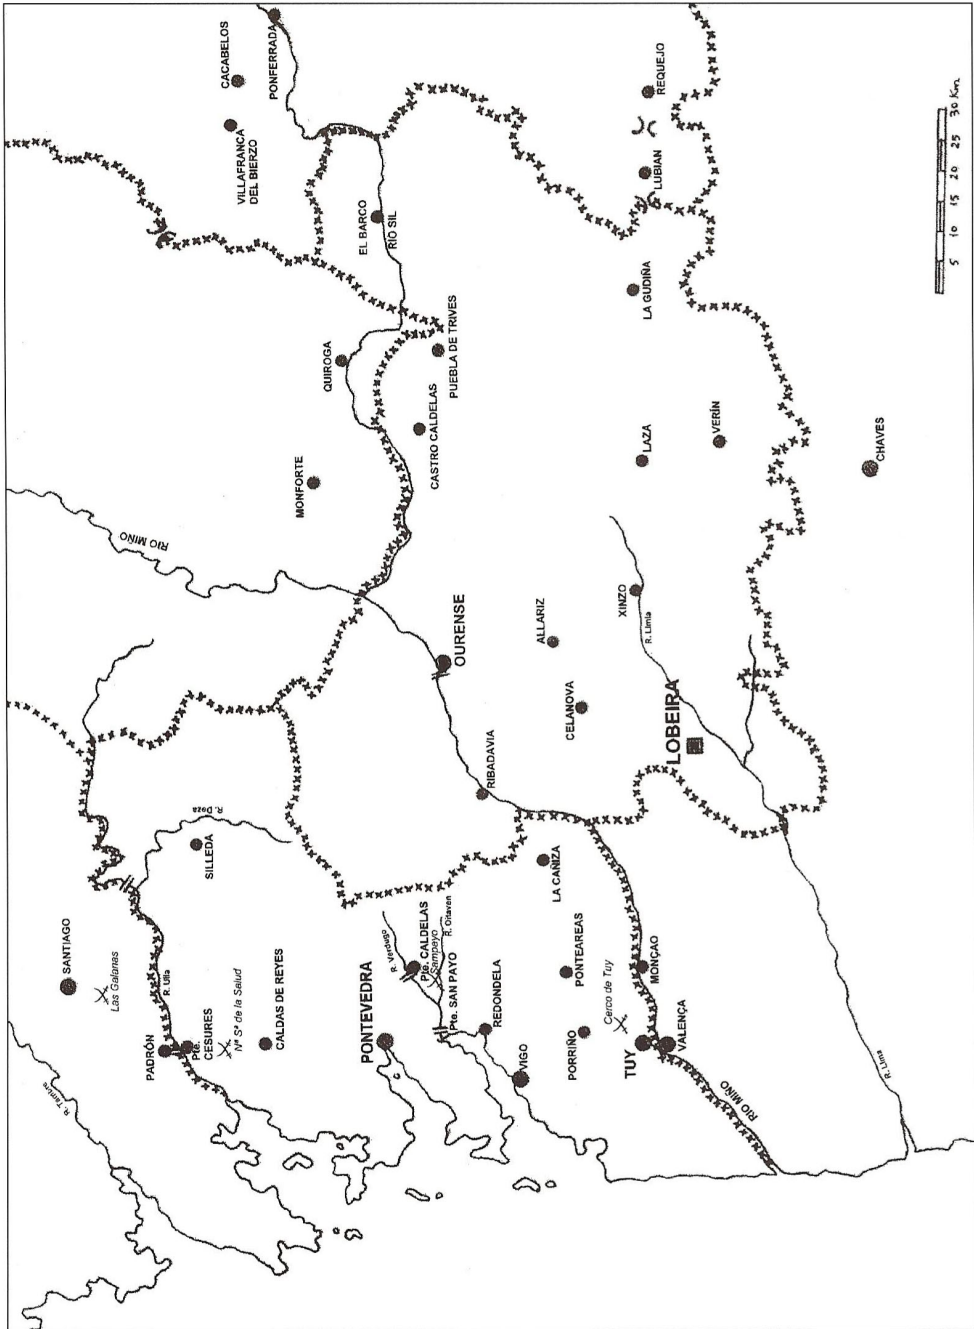 SANTIAGO
Las Galanas
R. Tambre
PADRÓN
R. Ulla
Pte.
CESURES
Nª Sª de la Salud
CALDAS DE REYES
SILLEDA
R. Deza
PONTEVEDRA
R. Verdugo
Pte. CALDELAS
Sampayo
R. Oitaven
Pte. SAN PAYO
REDONDELA
VIGO
PORRIÑO
PONTEAREAS
LA CAÑIZA
Cerco de Tuy
TUY
VALENÇA
MONÇAO
RIO MIÑO
R. Lima
RIBADAVIA
OURENSE
RIO MIÑO
CELANOVA
ALLARIZ
LOBEIRA
XINZO
R. Limia
MONFORTE
QUIROGA
CASTRO CALDELAS
PUEBLA DE TRIVES
EL BARCO
RIO SIL
VILLAFRANCA
DEL BIERZO
CACABELOS
PONFERRADA
LAZA
VERÍN
CHAVES
LA GUDIÑA
LUBIAN
REQUEJO
5 10 15 20 25 30 Km.